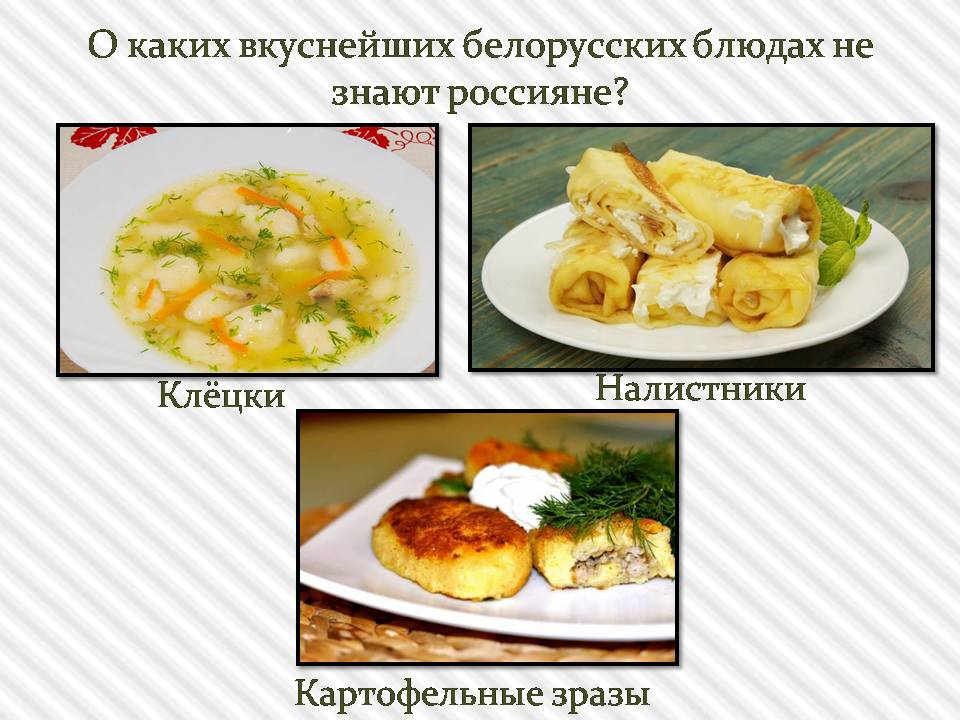 О каких вкуснейших белорусских блюдах не
знают россияне?
Клёцки
Налистники
Картофельные зразы